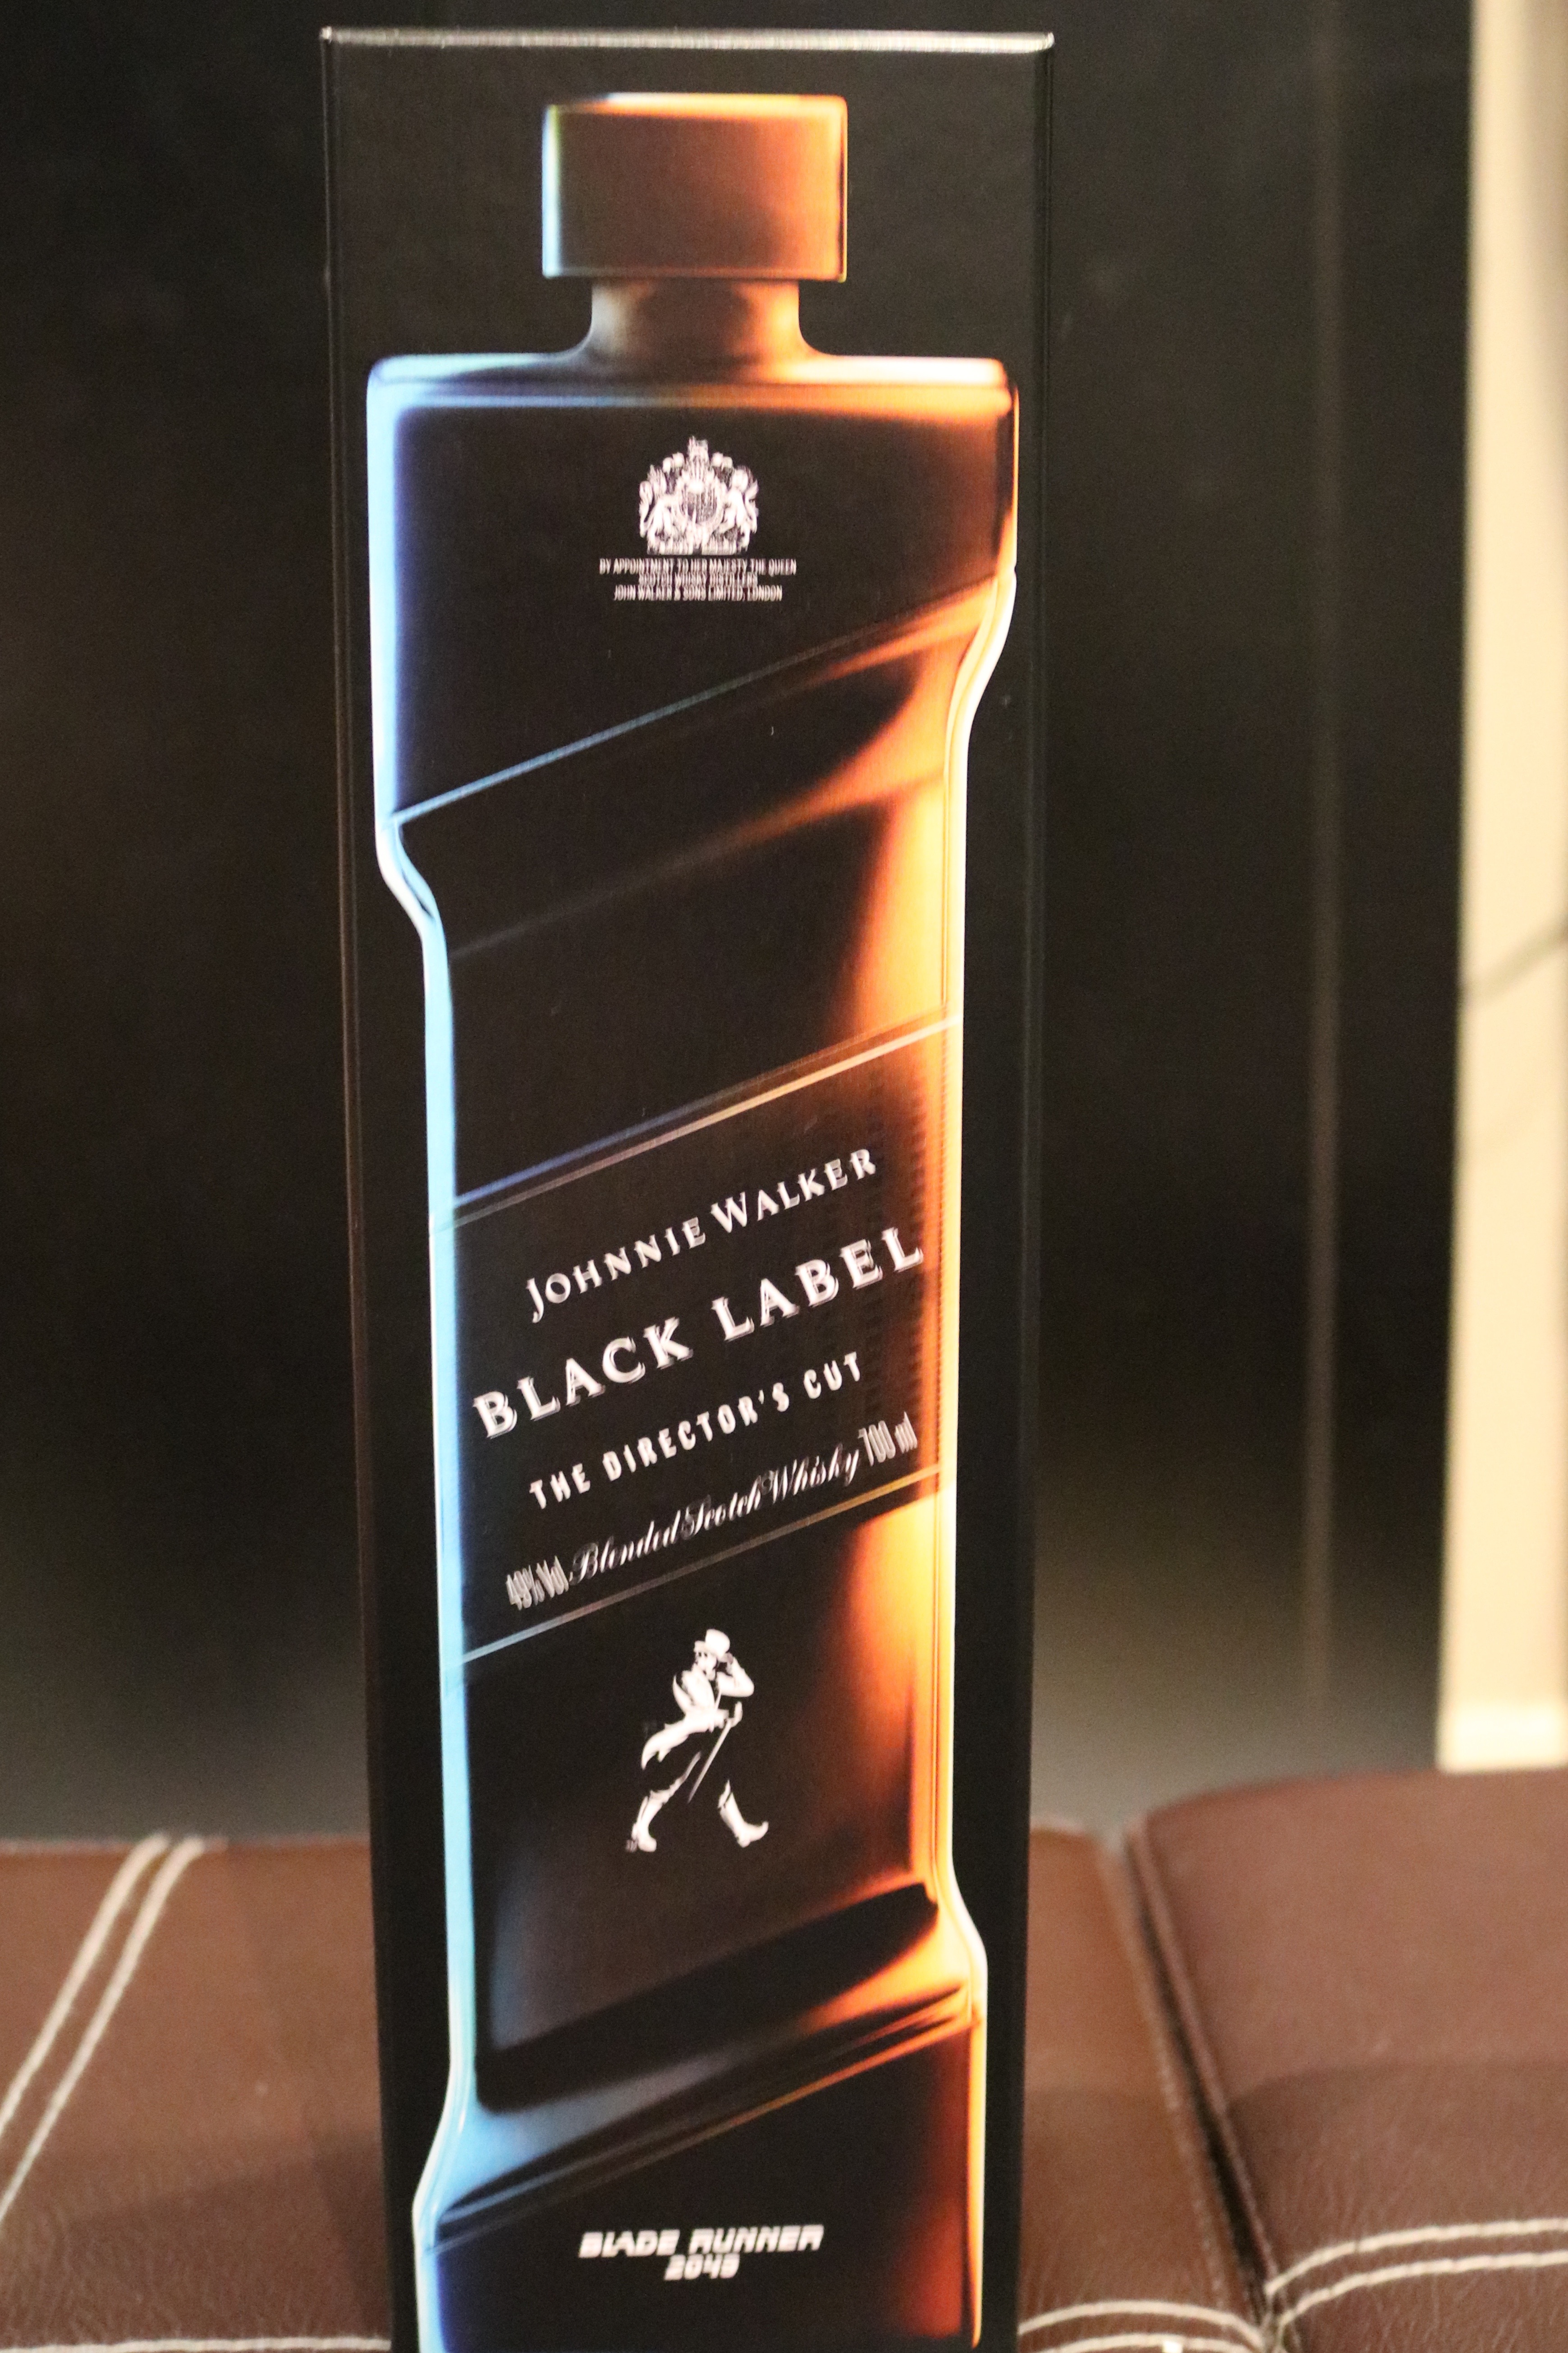 BY APPOINTMENT TO HER MAJESTY THE QUEEN
SCOTCH WHISKY DISTILLERS
JOHN WALKER & SONS LIMITED, LONDON
JOHNNIE WALKER
BLACK LABEL
THE DIRECTOR'S CUT
49% Vol. Blended Scotch Whisky 700 ml
BLADE RUNNER
2049